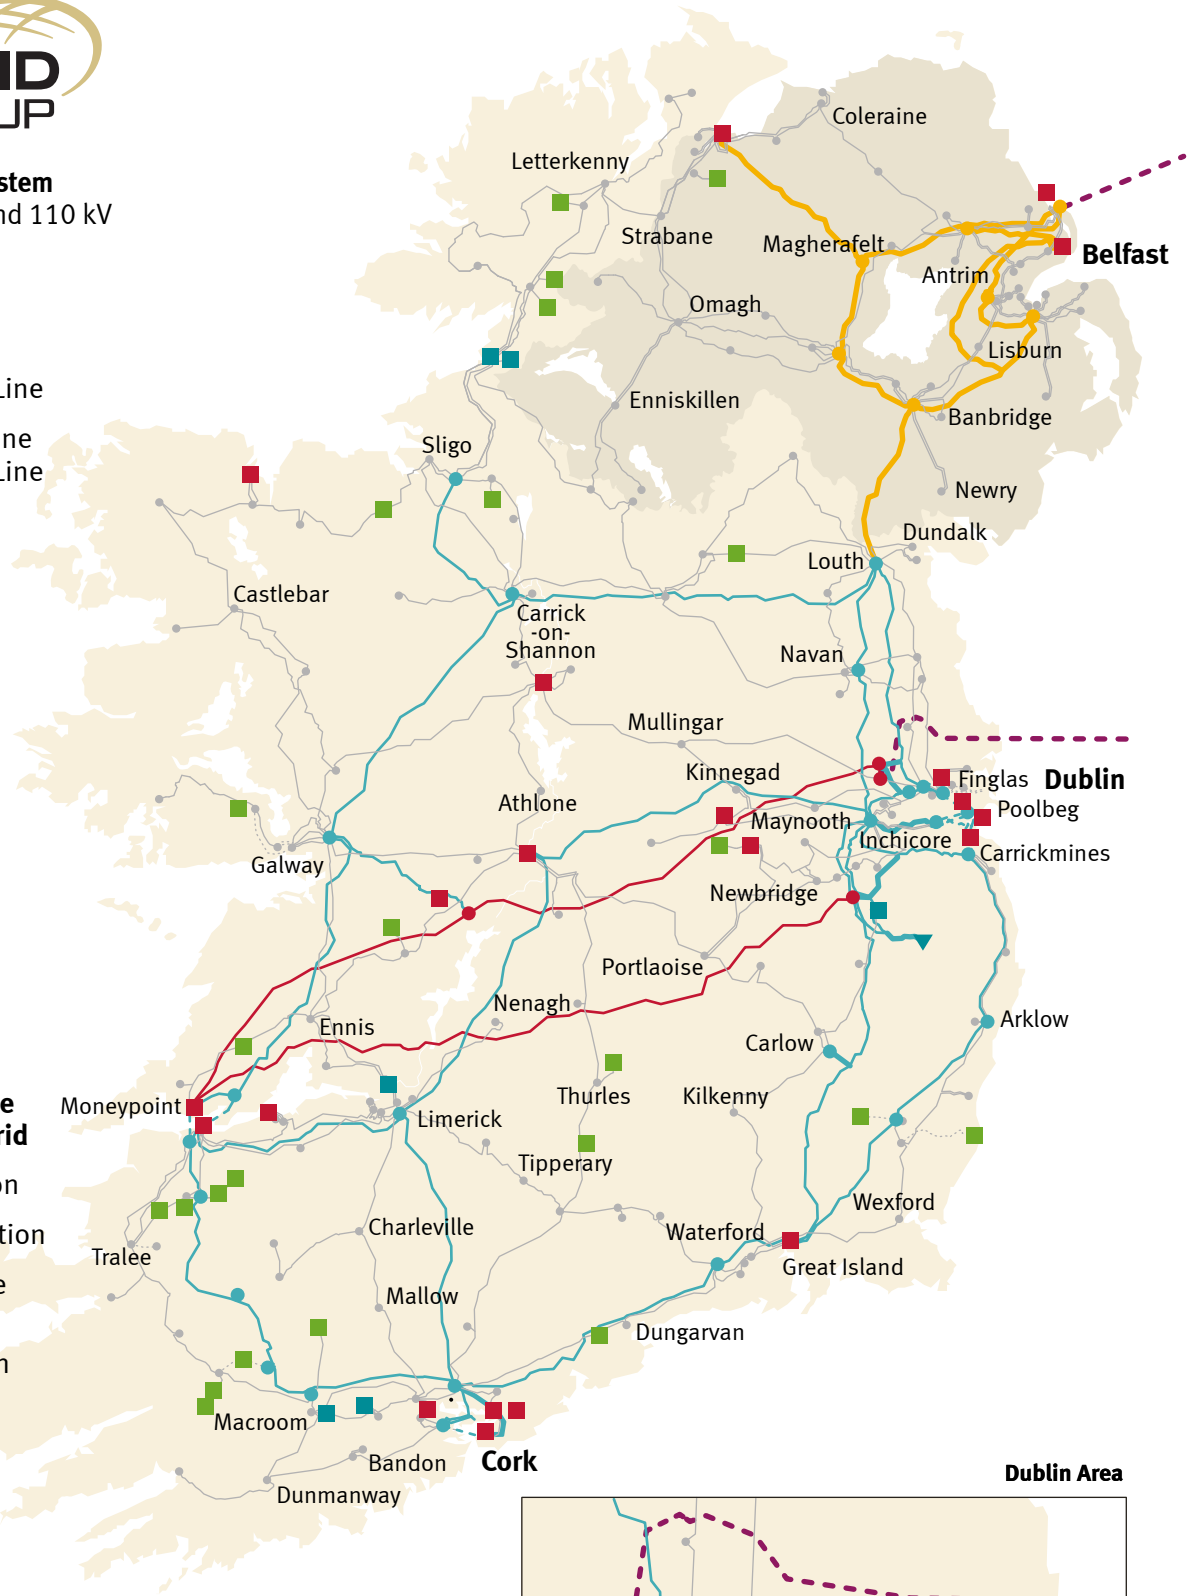 ID
UP
stem
nd 110 kV
Line
ne
Line
e
rid
on
tion
e
n
Coleraine
Letterkenny
Strabane
Magherafelt
Belfast
Antrim
Omagh
Lisburn
Enniskillen
Banbridge
Sligo
Newry
Dundalk
Louth
Castlebar
Carrick
-on-
Shannon
Navan
Mullingar
Kinnegad
Finglas
Dublin
Athlone
Maynooth
Poolbeg
Inchicore
Galway
Carrickmines
Newbridge
Portlaoise
Nenagh
Ennis
Arklow
Carlow
Moneypoint
Thurles
Kilkenny
Limerick
Tipperary
Wexford
Charleville
Waterford
Tralee
Great Island
Mallow
Dungarvan
Macroom
Bandon
Cork
Dunmanway
Dublin Area